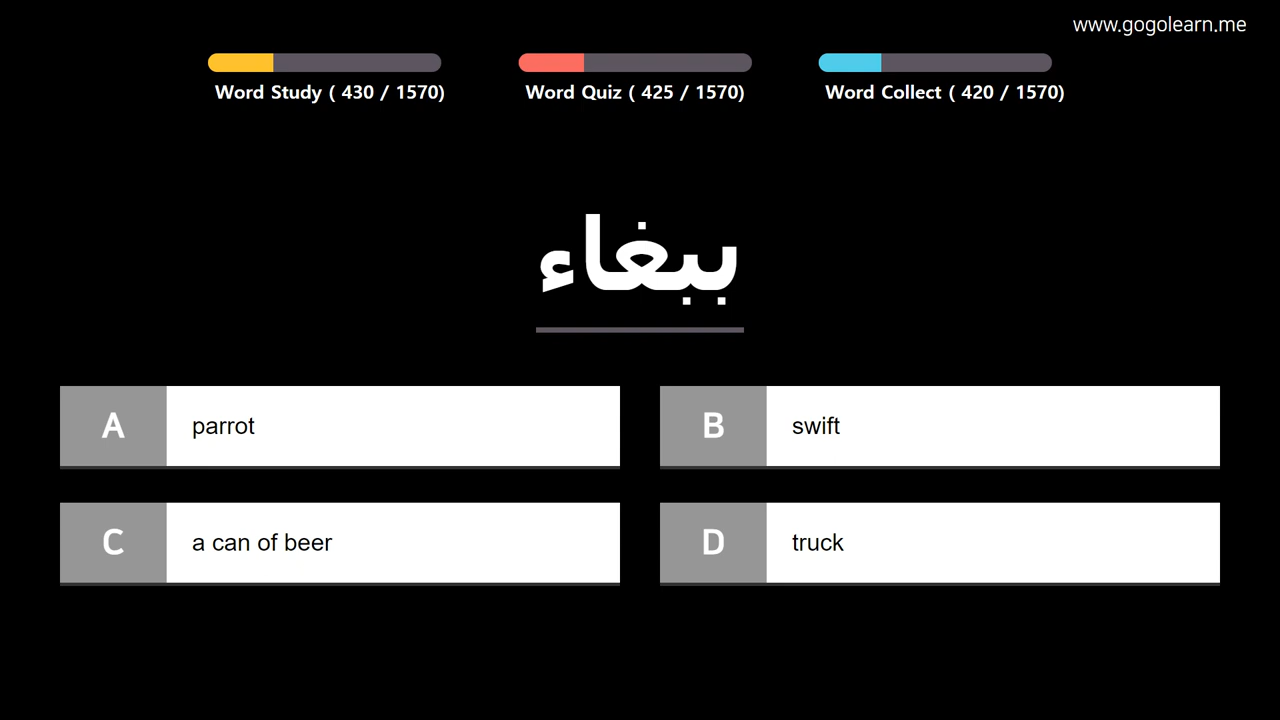 www.gogolearn.me
Word Study ( 430 / 1570)
Word Quiz ( 425 / 1570)
Word Collect ( 420 / 1570)
ببغاء
A parrot
B swift
C a can of beer
D truck